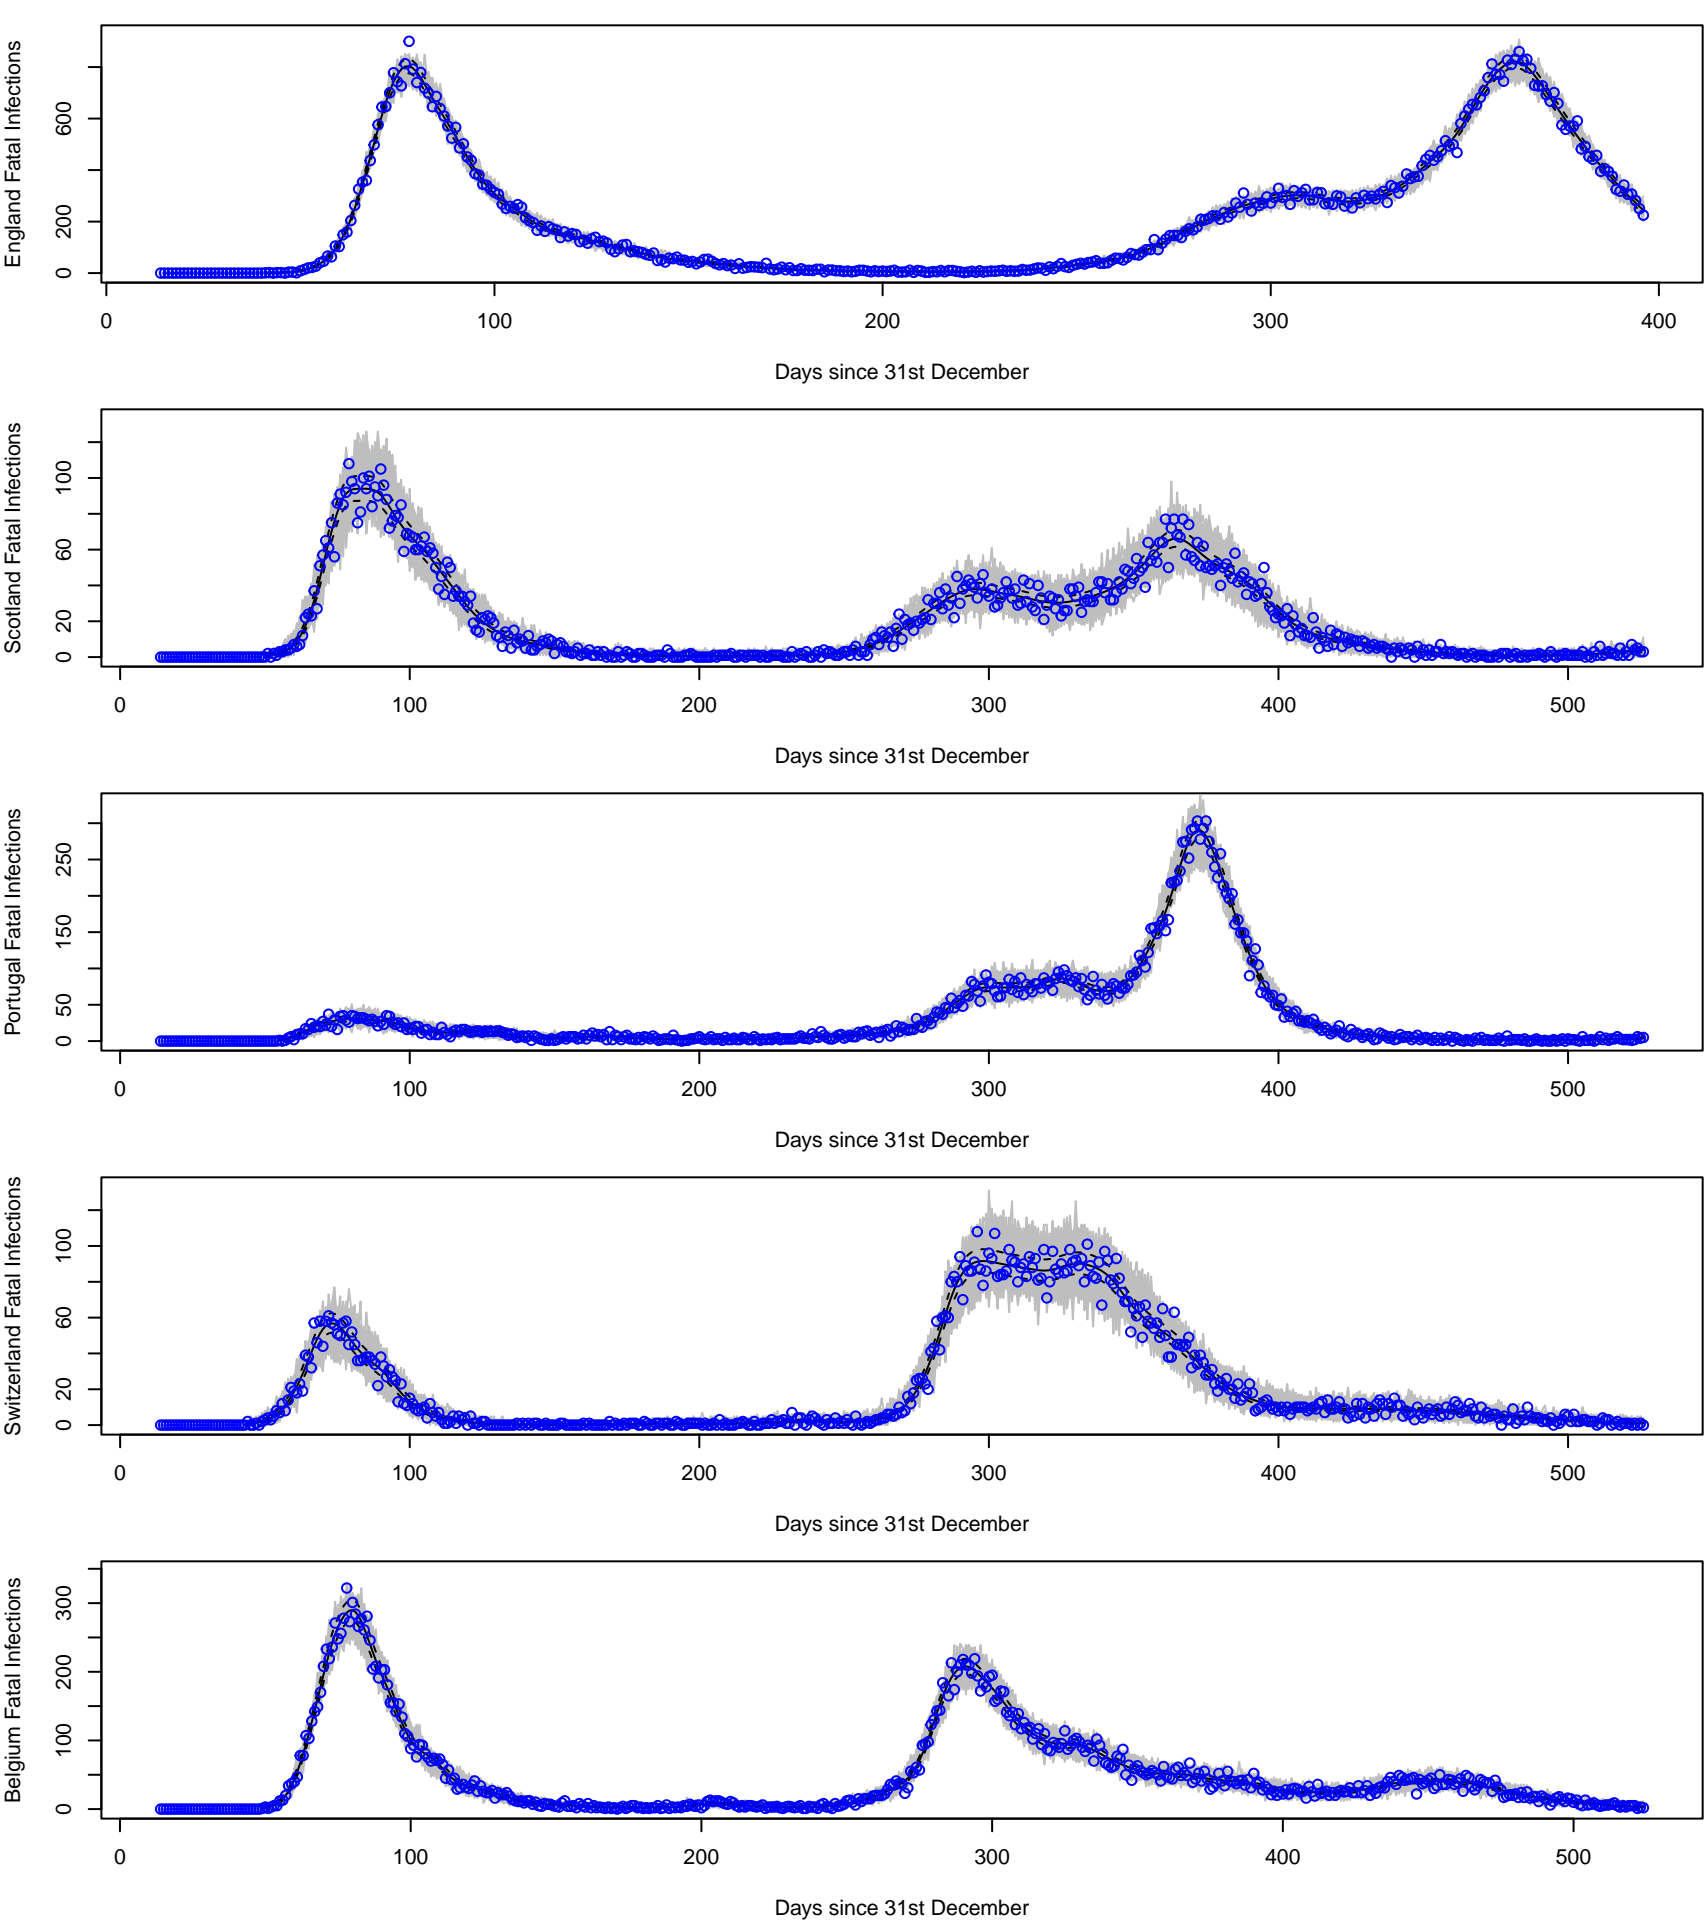 England Fatal Infections
600
200
0
0 100 200 300 400
Days since 31st December
Scotland Fatal Infections
100
60
20
0
0 100 200 300 400 500
Days since 31st December
Portugal Fatal Infections
250
150
50
0
0 100 200 300 400 500
Days since 31st December
Switzerland Fatal Infections
100
60
20
0
0 100 200 300 400 500
Days since 31st December
Belgium Fatal Infections
300
200
100
0
0 100 200 300 400 500
Days since 31st December